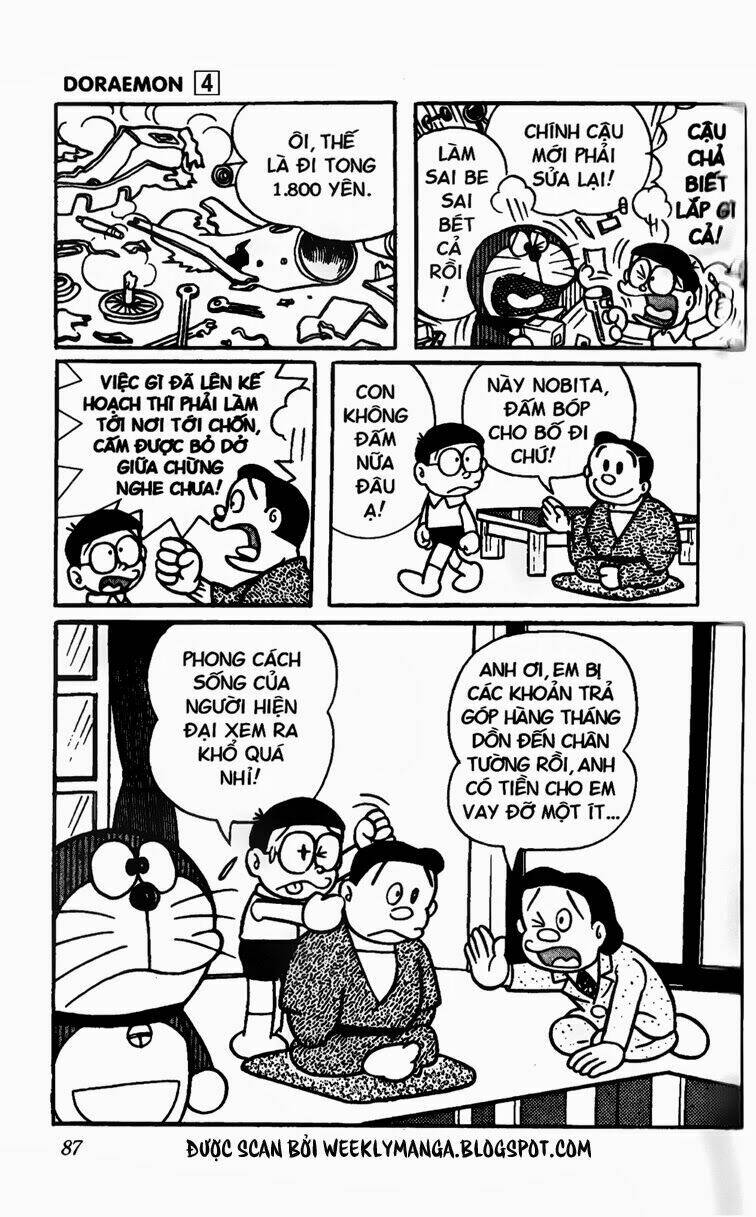 DORAEMON 4
CẬU
CHẢ
BIẾT
LẮP GÌ
CẢ!
CHÍNH CẬU
MỚI PHẢI
SỬA LẠI!
LÀM
SAI BE
SAI
BÉT
CẢ
RỒI
!
ÔI, THẾ
LÀ ĐI TONG
1.800 YÊN.
NÀY NOBITA,
ĐẤM BÓP
CHO BỐ ĐI
CHỨ!
CON
KHÔNG
ĐẤM
NỮA
ĐÂU
Ạ!
VIỆC GÌ ĐÃ LÊN KẾ
HOẠCH THÌ PHẢI LÀM
TỚI NƠI TỚI CHỐN,
CẤM ĐƯỢC BỎ DỞ
GIỮA CHỪNG
NGHE CHƯA!
ANH ƠI, EM BỊ
CÁC KHOẢN TRẢ
GÓP HÀNG THÁNG
DỒN ĐẾN CHÂN
TƯỜNG RỒI, ANH
CÓ TIỀN CHO EM
VAY ĐỠ MỘT ÍT...
PHONG CÁCH
SỐNG CỦA
NGƯỜI HIỆN
ĐẠI XEM RA
KHỔ QUÁ
NHỈ!
87
ĐƯỢC SCAN BỞI WEEKLYMANGA.BLOGSPOT.COM